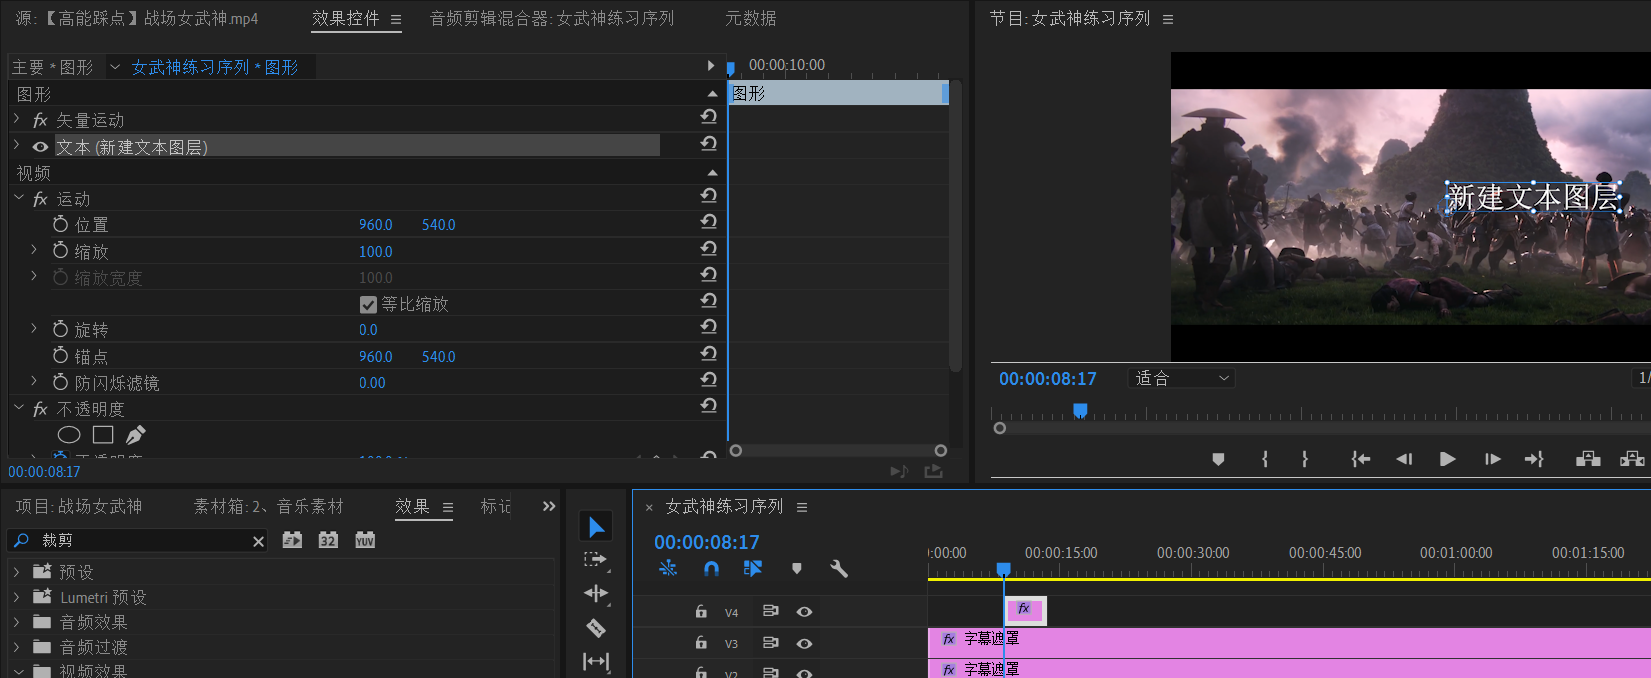 源:【高能踩点】战场女武神.mp4
效果控件
音频剪辑混合器: 女武神练习序列
元数据
节目: 女武神练习序列
主要 * 图形
女武神练习序列 * 图形
00:00:10:00
图形
图形
fx 矢量运动
文本 (新建文本图层)
视频
fx 运动
位置 960.0 540.0
缩放 100.0
缩放宽度 100.0
等比缩放
旋转 0.0
锚点 960.0 540.0
防闪烁滤镜 0.00
fx 不透明度
00:00:08:17
新建文本图层
00:00:08:17
适合
项目: 战场女武神
素材箱: 2、音乐素材
效果
标记
裁剪
32
YUV
预设
Lumetri 预设
音频效果
音频过渡
视频效果
× 女武神练习序列
00:00:08:17
:00:00
00:00:15:00
00:00:30:00
00:00:45:00
00:01:00:00
00:01:15:00
V4
fx
V3
fx 字幕遮罩
V2
fx 字幕遮罩